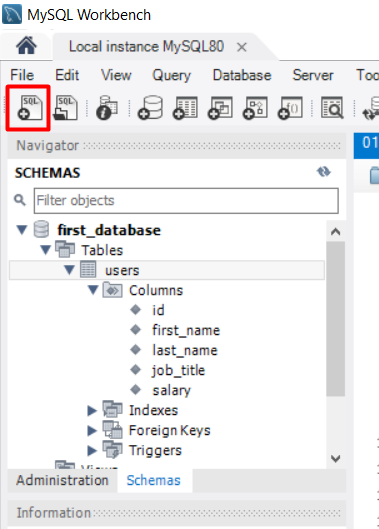 MySQL Workbench
Local instance MySQL80
File Edit View Query Database Server Too
SQL SQL
Navigator
01
SCHEMAS
Filter objects
first_database
Tables
users
Columns
id
first_name
last_name
job_title
salary
Indexes
Foreign Keys
Triggers
Views
Administration Schemas
Information